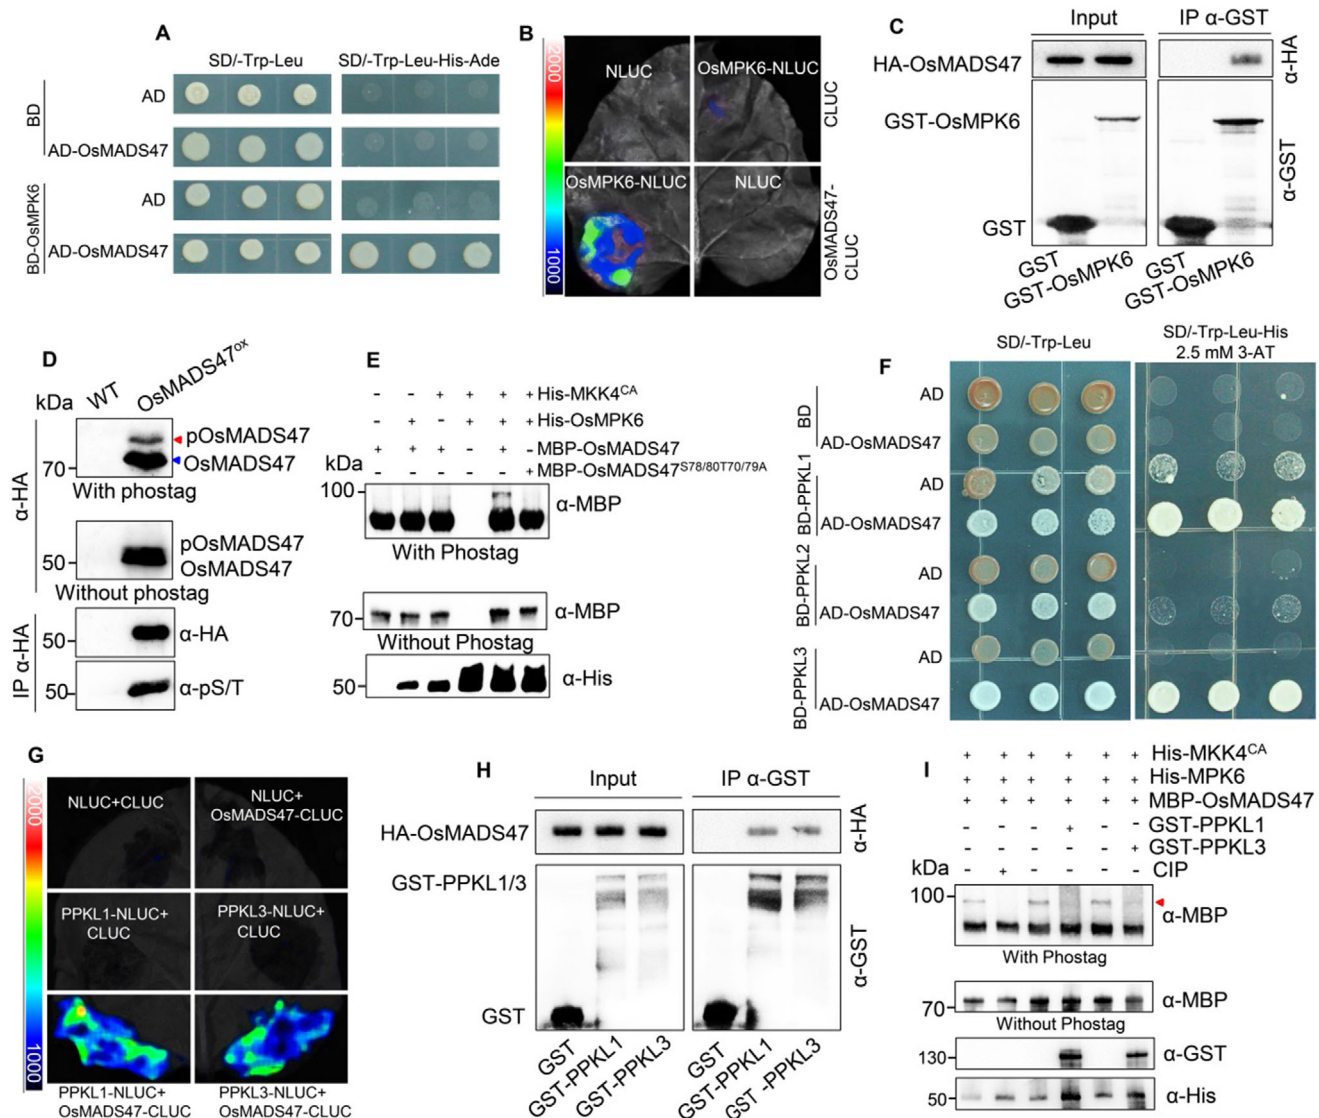 A
SD/-Trp-Leu
SD/-Trp-Leu-His-Ade
BD
AD
AD-OsMADS47
BD-OsMPK6
AD
AD-OsMADS47
B
2000
1000
NLUC
OsMPK6-NLUC
CLUC
OsMPK6-NLUC
NLUC
OsMADS47-
CLUC
C
Input
IP α-GST
HA-OsMADS47
α-HA
GST-OsMPK6
α-GST
GST
GST
GST-OsMPK6
GST
GST-OsMPK6
D
WT
OsMADS47ox
kDa
α-HA
pOsMADS47
OsMADS47
70
With phostag
pOsMADS47
OsMADS47
50
Without phostag
IP α-HA
50
α-HA
50
α-pS/T
E
- - + + + + His-MKK4CA
- + - + + + His-OsMPK6
+ + + - + - MBP-OsMADS47
+ MBP-OsMADS47S78/80T70/79A
kDa
100
α-MBP
With Phostag
70
α-MBP
Without Phostag
50
α-His
F
SD/-Trp-Leu
SD/-Trp-Leu-His
2.5 mM 3-AT
BD
AD
AD-OsMADS47
BD-PPKL1
AD
AD-OsMADS47
BD-PPKL2
AD
AD-OsMADS47
BD-PPKL3
AD
AD-OsMADS47
G
2000
1000
NLUC+CLUC
NLUC+
OsMADS47-CLUC
PPKL1-NLUC+
CLUC
PPKL3-NLUC+
CLUC
PPKL1-NLUC+
OsMADS47-CLUC
PPKL3-NLUC+
OsMADS47-CLUC
H
Input
IP α-GST
HA-OsMADS47
α-HA
GST-PPKL1/3
α-GST
GST
GST
GST-PPKL1
GST-PPKL3
GST
GST-PPKL1
GST-PPKL3
I
+ + + + + + His-MKK4CA
+ + + + + + His-MPK6
+ + + + + + MBP-OsMADS47
- - - + - - GST-PPKL1
- - - - - + GST-PPKL3
- + - - - - CIP
kDa
100
α-MBP
With Phostag
70
α-MBP
Without Phostag
130
α-GST
50
α-His